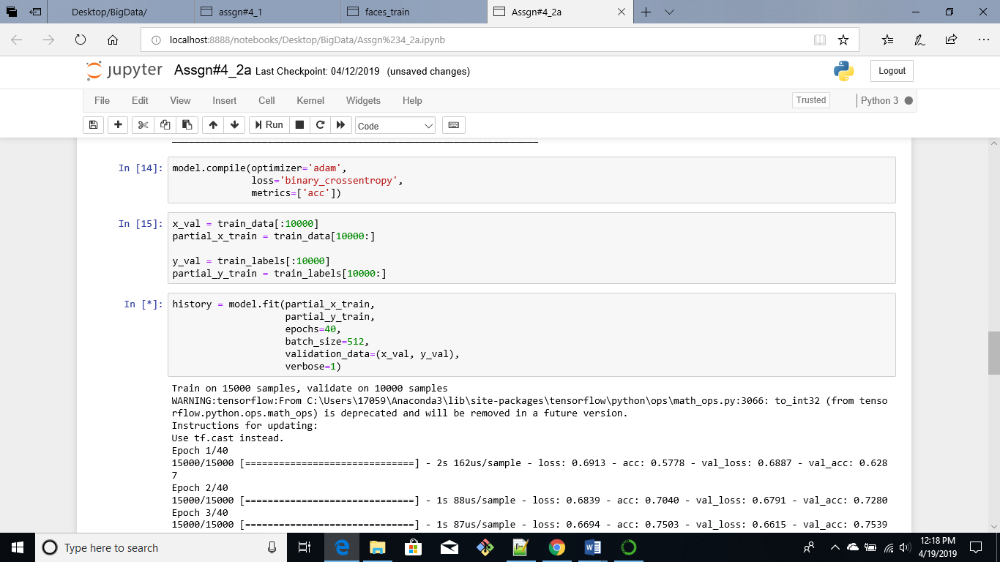 Desktop/BigData/ assgn#4_1 faces_train Assgn#4_2a
localhost:8888/notebooks/Desktop/BigData/Assgn%234_2a.ipynb
jupyter Assgn#4_2a Last Checkpoint: 04/12/2019 (unsaved changes) Logout
File Edit View Insert Cell Kernel Widgets Help Trusted Python 3
Run Code
In [14]: model.compile(optimizer='adam',
loss='binary_crossentropy',
metrics=['acc'])
In [15]: x_val = train_data[:10000]
partial_x_train = train_data[10000:]
y_val = train_labels[:10000]
partial_y_train = train_labels[10000:]
In [*]: history = model.fit(partial_x_train,
partial_y_train,
epochs=40,
batch_size=512,
validation_data=(x_val, y_val),
verbose=1)
Train on 15000 samples, validate on 10000 samples
WARNING:tensorflow:From C:\Users\17059\Anaconda3\lib\site-packages\tensorflow\python\ops\math_ops.py:3066: to_int32 (from tenso
rflow.python.ops.math_ops) is deprecated and will be removed in a future version.
Instructions for updating:
Use tf.cast instead.
Epoch 1/40
15000/15000 [==============================] - 2s 162us/sample - loss: 0.6913 - acc: 0.5778 - val_loss: 0.6887 - val_acc: 0.628
7
Epoch 2/40
15000/15000 [==============================] - 1s 88us/sample - loss: 0.6839 - acc: 0.7040 - val_loss: 0.6791 - val_acc: 0.7280
Epoch 3/40
15000/15000 [==============================] - 1s 87us/sample - loss: 0.6694 - acc: 0.7503 - val_loss: 0.6615 - val_acc: 0.7539
Type here to search 12:18 PM
4/19/2019